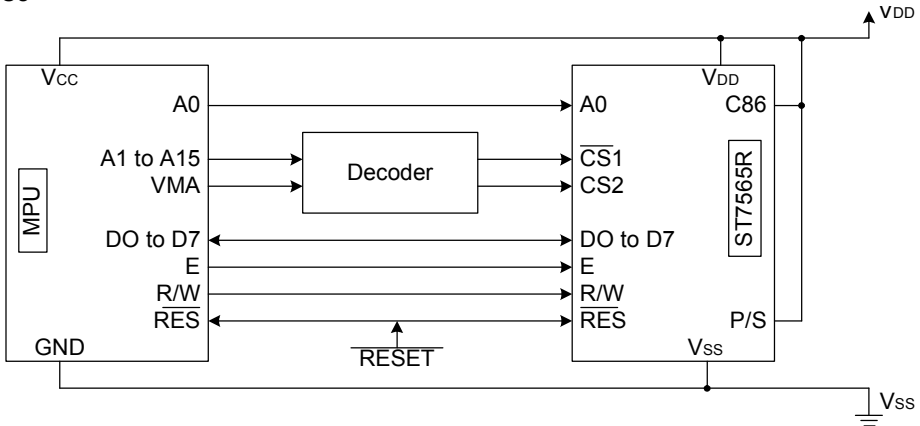 VDD
VCC
VDD
A0
A0
C86
A1 to A15
Decoder
CS1
VMA
CS2
MPU
ST7565R
DO to D7
DO to D7
E
E
R/W
R/W
RES
RES
P/S
GND
RESET
VSS
VSS